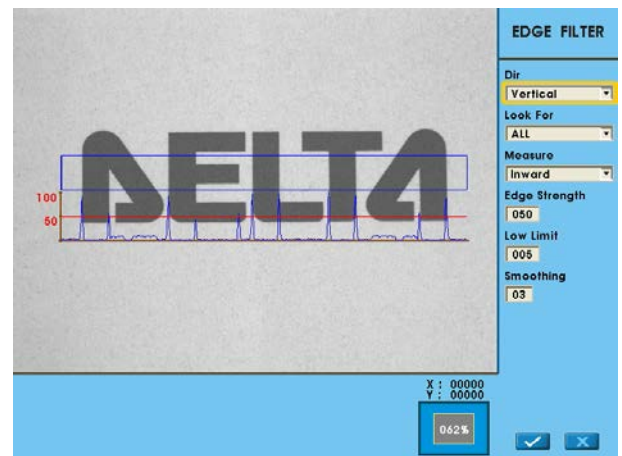 EDGE FILTER
Dir
Vertical
Look For
ALL
Measure
Inward
Edge Strength
050
Low Limit
005
Smoothing
03
DELTA
100
50
X : 00000
Y : 00000
062%